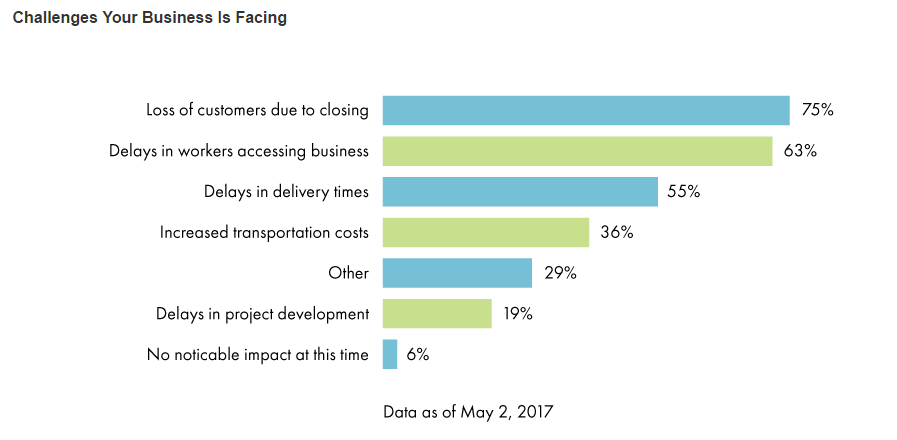 Challenges Your Business Is Facing
Loss of customers due to closing 75%
Delays in workers accessing business 63%
Delays in delivery times 55%
Increased transportation costs 36%
Other 29%
Delays in project development 19%
No noticable impact at this time 6%
Data as of May 2, 2017